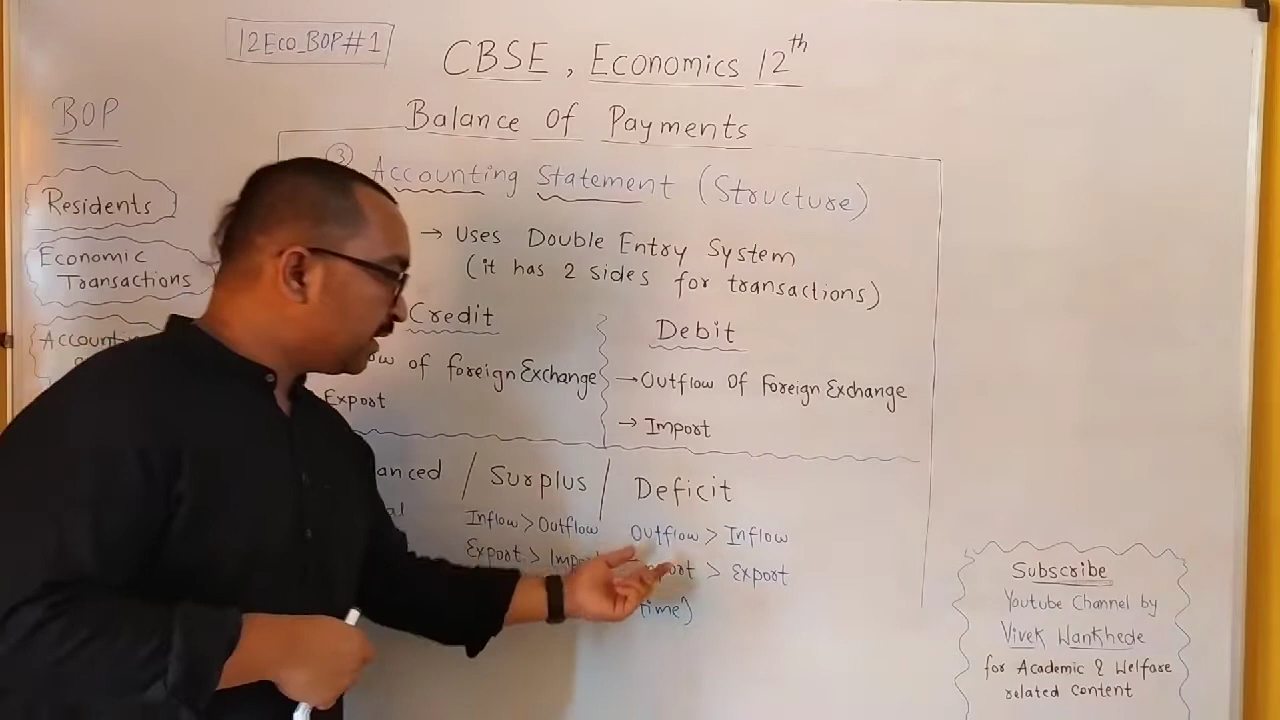 12Eco_BOP#1
CBSE, Economics 12th
BOP
Balance Of Payments
③ Accounting Statement (Structure)
Residents
→ Uses Double Entry System
(it has 2 sides for transactions)
Economic
Transactions
Credit
Debit
of foreign Exchange
→ Outflow Of Foreign Exchange
Export
→ Import
/ Surplus / Deficit
Inflow > Outflow
Outflow > Inflow
Export >
> Export
time)
Subscribe
Youtube Channel by
Vivek Wankhede
for Academic & Welfare
related content